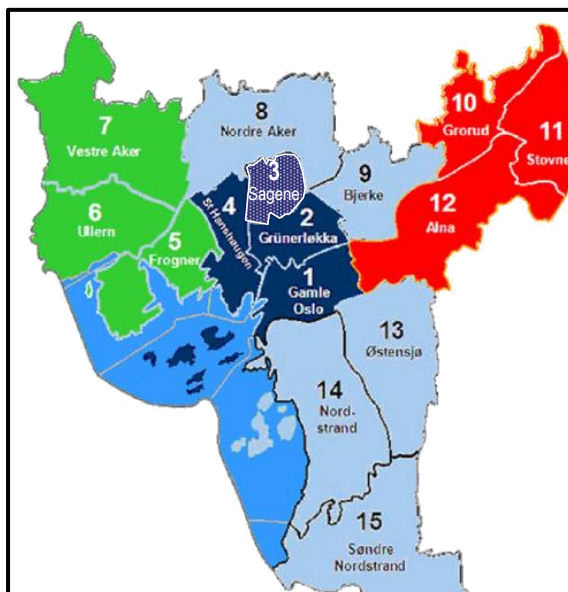 7
Vestre Aker
8
Nordre Aker
10
Grorud
11
Stovne
3
Sagene
9
Bjerke
6
Ullern
5
Frogner
4
St Hanshaugen
2
Grünerløkka
12
Alna
1
Gamle
Oslo
13
Østensjø
14
Nord-
strand
15
Søndre
Nordstrand